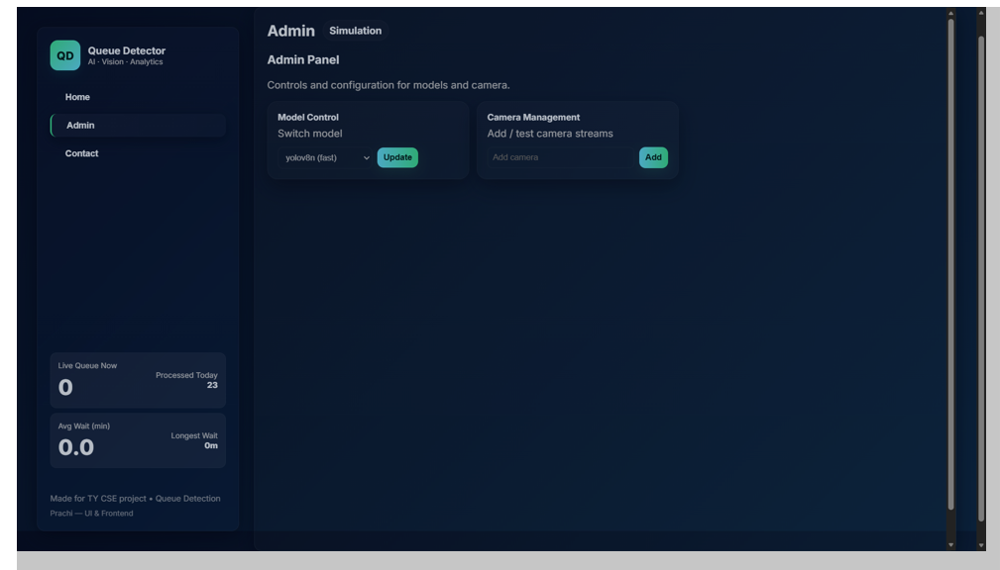 QD
Queue Detector
AI · Vision · Analytics
Home
Admin
Contact
Live Queue Now
0
Processed Today
23
Avg Wait (min)
0.0
Longest Wait
0m
Made for TY CSE project • Queue Detection
Prachi — UI & Frontend
Admin Simulation
Admin Panel
Controls and configuration for models and camera.
Model Control
Switch model
yolov8n (fast) Update
Camera Management
Add / test camera streams
Add camera Add